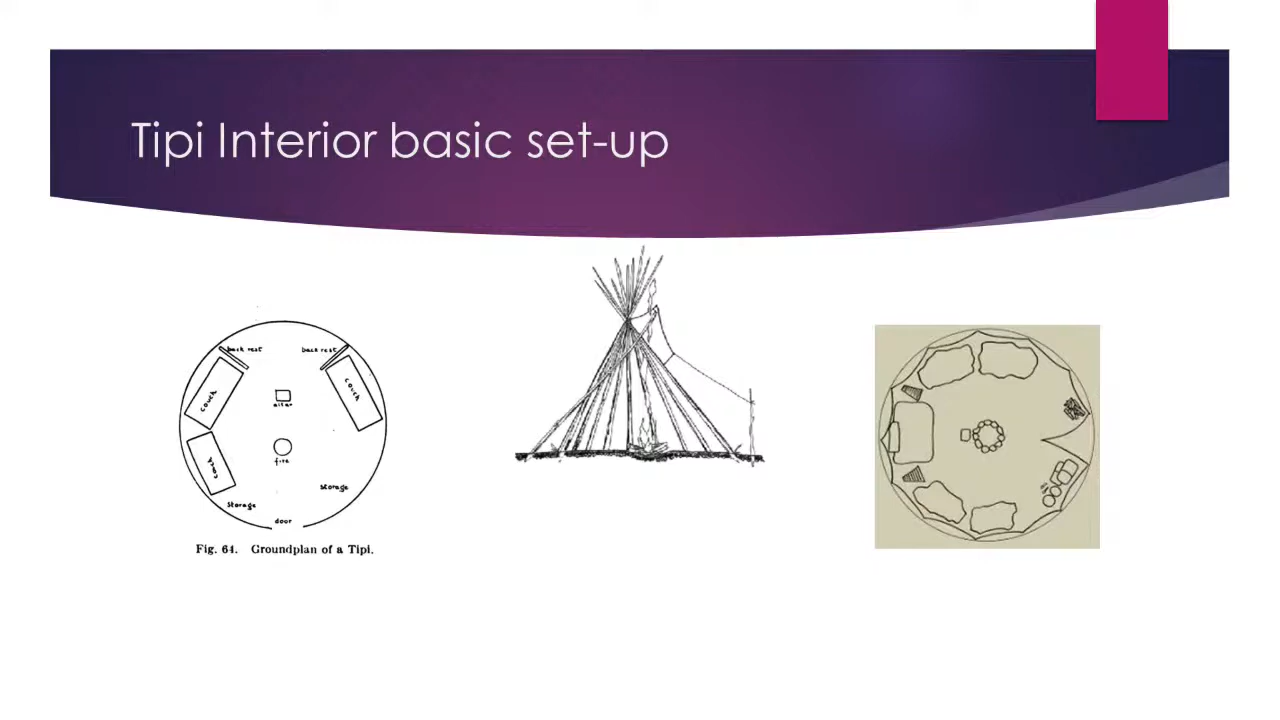 Tipi Interior basic set-up
back rest
back rest
couch
couch
altar
fire
couch
storage
storage
door
Fig. 64. Groundplan of a Tipi.